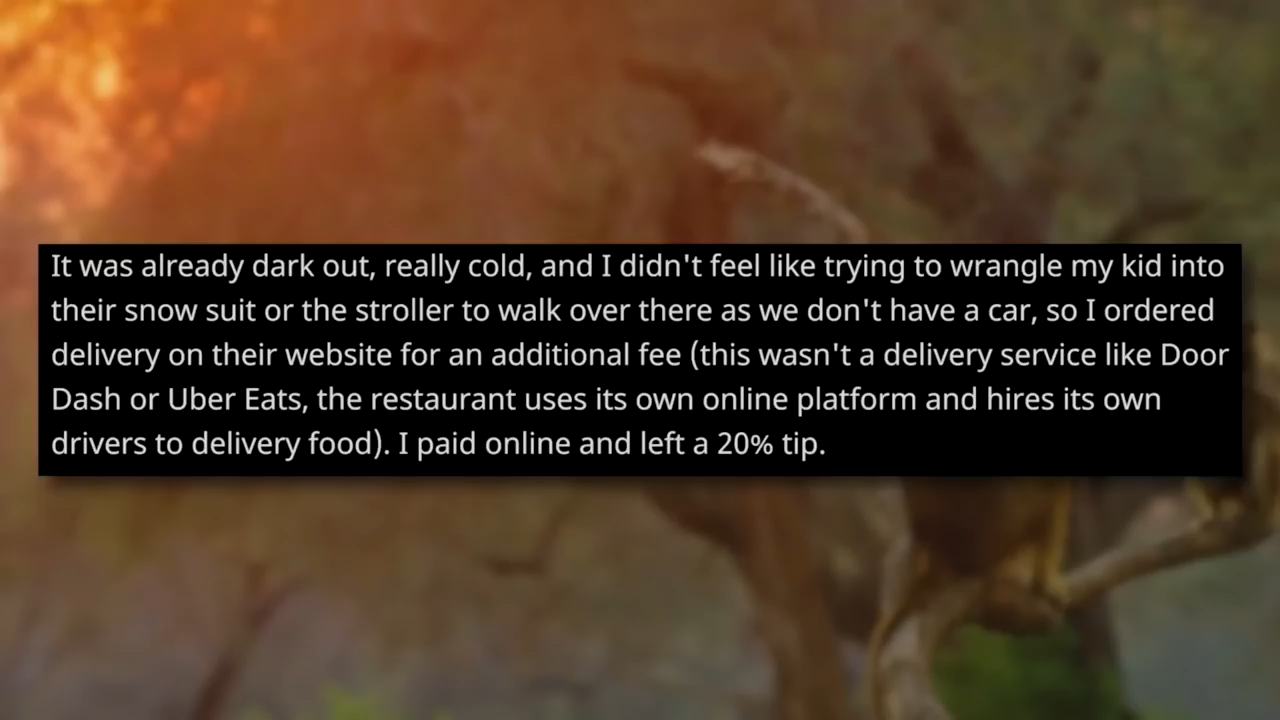 It was already dark out, really cold, and I didn't feel like trying to wrangle my kid into
their snow suit or the stroller to walk over there as we don't have a car, so I ordered
delivery on their website for an additional fee (this wasn't a delivery service like Door
Dash or Uber Eats, the restaurant uses its own online platform and hires its own
drivers to delivery food). I paid online and left a 20% tip.